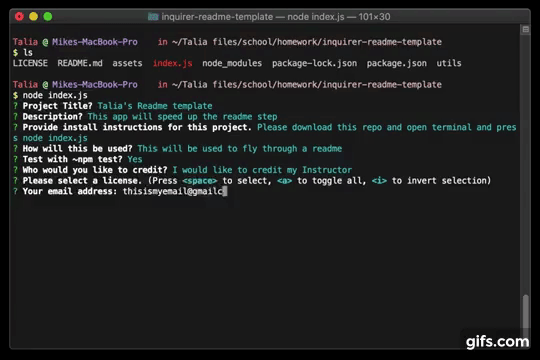 inquirer-readme-template — node index.js — 101×30
Talia @ Mikes-MacBook-Pro in ~/Talia files/school/homework/inquirer-readme-template
$ ls
LICENSE README.md assets index.js node_modules package-lock.json package.json utils
Talia @ Mikes-MacBook-Pro in ~/Talia files/school/homework/inquirer-readme-template
$ node index.js
? Project Title? Talia's Readme template
? Description? This app will speed up the readme step
? Provide install instructions for this project. Please download this repo and open terminal and pres
s node index.js
? How will this be used? This will be used to fly through a readme
? Test with ~npm test? Yes
? Who would you like to credit? I would like to credit my Instructor
? Please select a license. (Press <space> to select, <a> to toggle all, <i> to invert selection)
? Your email address: thisismyemail@gmailc
gifs.com